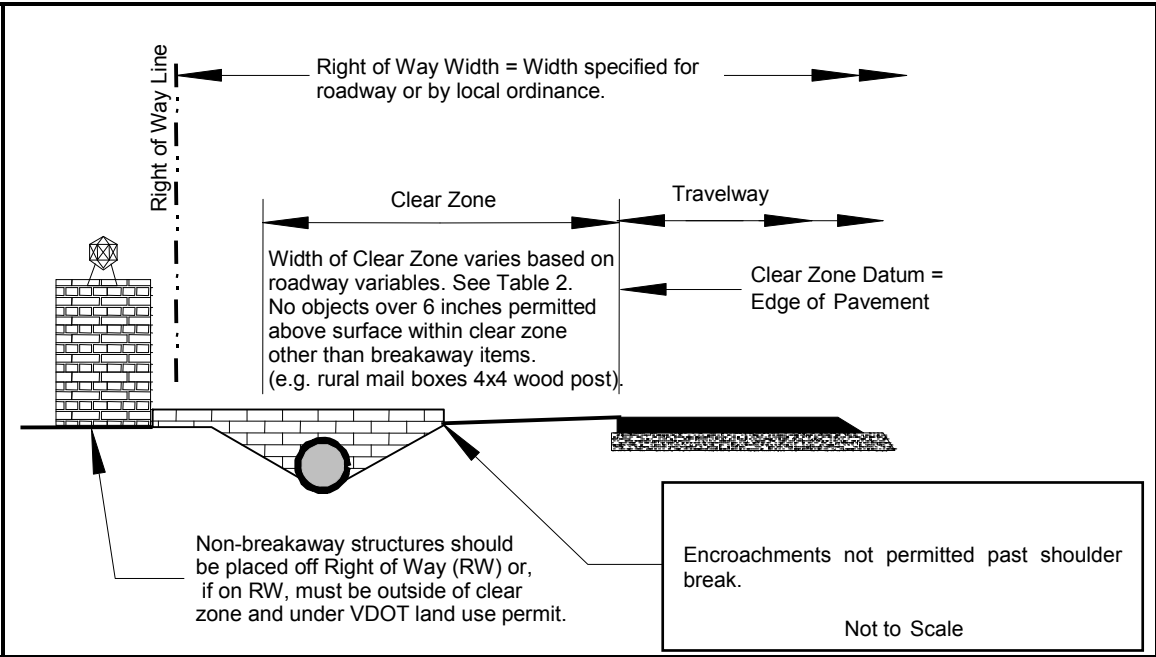 Right of Way Line
Right of Way Width = Width specified for
roadway or by local ordinance.
Clear Zone
Travelway
Width of Clear Zone varies based on
roadway variables. See Table 2.
No objects over 6 inches permitted
above surface within clear zone
other than breakaway items.
(e.g. rural mail boxes 4x4 wood post).
Clear Zone Datum =
Edge of Pavement
Non-breakaway structures should
be placed off Right of Way (RW) or,
if on RW, must be outside of clear
zone and under VDOT land use permit.
Encroachments not permitted past shoulder
break.
Not to Scale